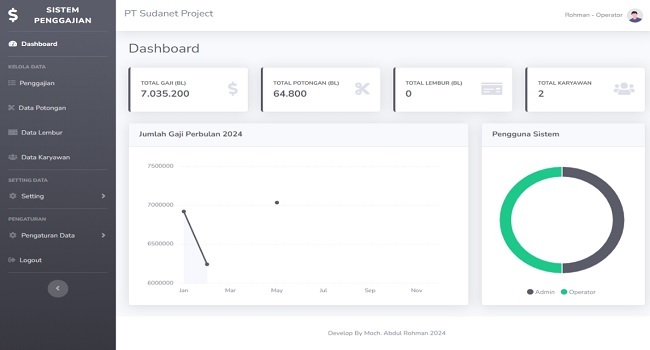 SISTEM
PENGGAJIAN
PT Sudanet Project
Rohman - Operator
Dashboard
KELOLA DATA
Penggajian
Data Potongan
Data Lembur
Data Karyawan
SETTING DATA
Setting
PENGATURAN
Pengaturan Data
Logout
Dashboard
TOTAL GAJI (BL)
7.035.200
TOTAL POTONGAN (BL)
64.800
TOTAL LEMBUR (BL)
0
TOTAL KARYAWAN
2
Jumlah Gaji Perbulan 2024
7500000
7000000
6500000
6000000
Jan Mar May Jul Sep Nov
Pengguna Sistem
Admin Operator
Develop By Moch. Abdul Rohman 2024